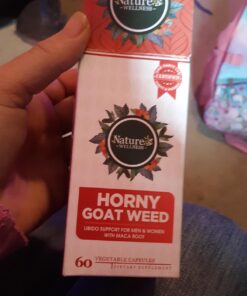 Nature's
WELLNESS
CERTIFIED
Nature's
WELLNESS
HORNY
GOAT WEED
LIBIDO SUPPORT FOR MEN & WOMEN
WITH MACA ROOT
60 VEGETABLE CAPSULES
DIETARY SUPPLEMENT